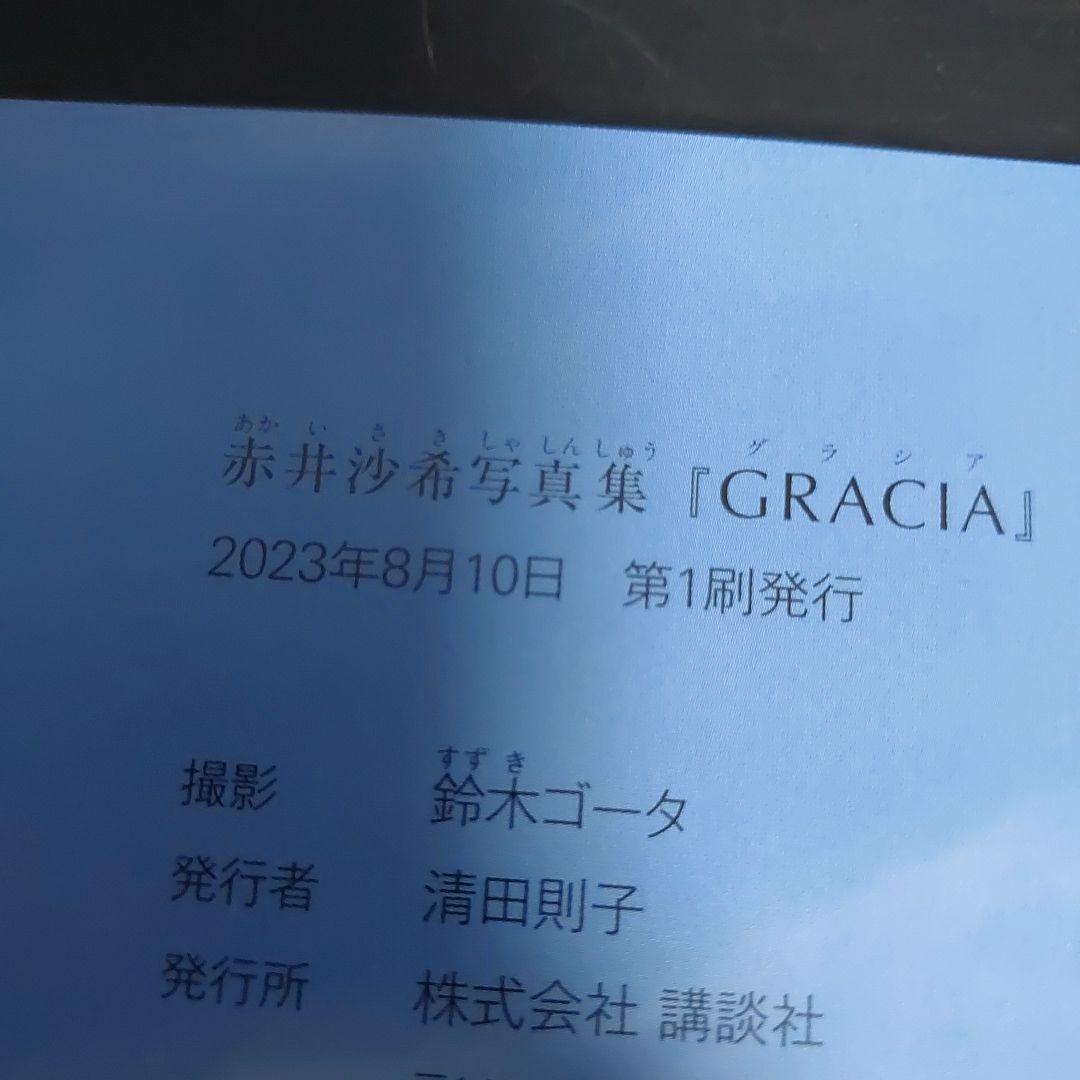 あかいさきしゃしんしゅう グラシア
赤井沙希写真集『GRACIA』
2023年8月10日 第1刷発行
すずき
撮影 鈴木ゴータ
発行者 清田則子
発行所 株式会社 講談社